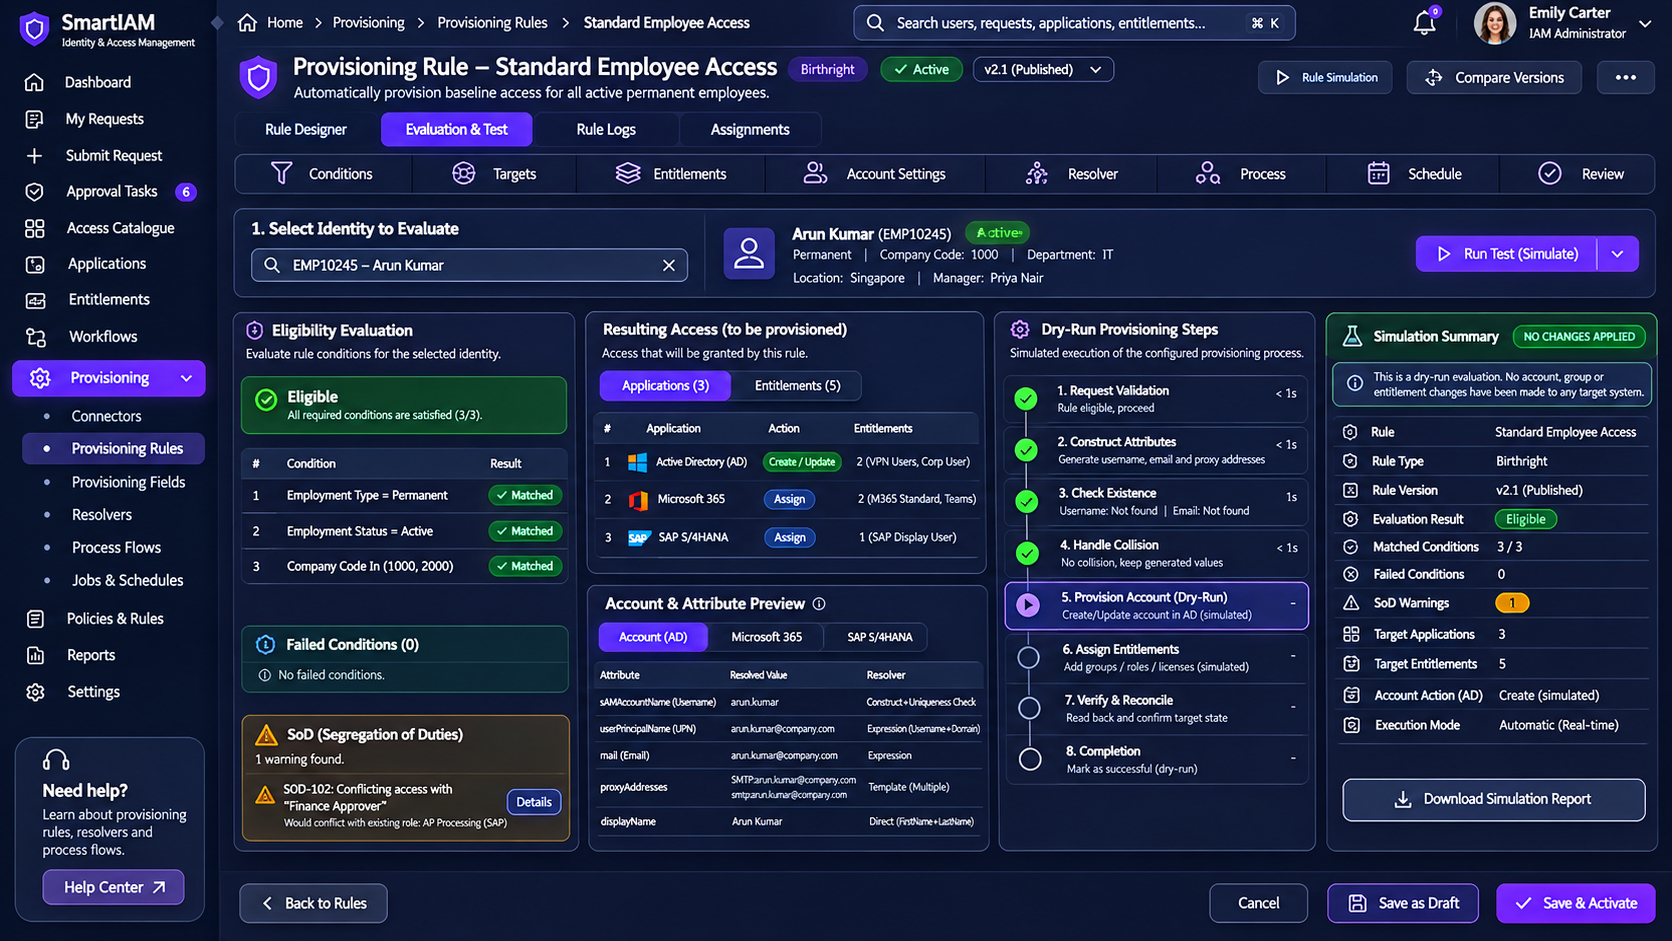 SmartIAM
Identity & Access Management
Dashboard
My Requests
Submit Request
Approval Tasks 6
Access Catalogue
Applications
Entitlements
Workflows
Provisioning
Connectors
Provisioning Rules
Provisioning Fields
Resolvers
Process Flows
Jobs & Schedules
Policies & Rules
Reports
Settings
Need help?
Learn about provisioning
rules, resolvers and
process flows.
Help Center
Home > Provisioning > Provisioning Rules > Standard Employee Access
Search users, requests, applications, entitlements... ⌘ K
0
Emily Carter
IAM Administrator
Provisioning Rule – Standard Employee Access Birthright Active v2.1 (Published)
Automatically provision baseline access for all active permanent employees.
Rule Simulation Compare Versions
Rule Designer Evaluation & Test Rule Logs Assignments
Conditions Targets Entitlements Account Settings Resolver Process Schedule Review
1. Select Identity to Evaluate
EMP10245 – Arun Kumar
Arun Kumar (EMP10245) Active
Permanent | Company Code: 1000 | Department: IT
Location: Singapore | Manager: Priya Nair
Run Test (Simulate)
Eligibility Evaluation
Evaluate rule conditions for the selected identity.
Eligible
All required conditions are satisfied (3/3).
# Condition Result
1 Employment Type = Permanent Matched
2 Employment Status = Active Matched
3 Company Code In (1000, 2000) Matched
Failed Conditions (0)
No failed conditions.
SoD (Segregation of Duties)
1 warning found.
SOD-102: Conflicting access with
“Finance Approver”
Would conflict with existing role: AP Processing (SAP)
Details
Resulting Access (to be provisioned)
Access that will be granted by this rule.
Applications (3) Entitlements (5)
# Application Action Entitlements
1 Active Directory (AD) Create / Update 2 (VPN Users, Corp User)
2 Microsoft 365 Assign 2 (M365 Standard, Teams)
3 SAP SAP S/4HANA Assign 1 (SAP Display User)
Account & Attribute Preview
Account (AD) Microsoft 365 SAP S/4HANA
Attribute Resolved Value Resolver
sAMAccountName (Username) arun.kumar Construct+Uniqueness Check
userPrincipalName (UPN) arun.kumar@company.com Expression (Username+Domain)
mail (Email) arun.kumar@company.com Expression
proxyAddresses SMTP:arun.kumar@company.com Template (Multiple)
smtp:arun.kumar@company.com
displayName Arun Kumar Direct (FirstName+LastName)
Dry-Run Provisioning Steps
Simulated execution of the configured provisioning process.
1. Request Validation < 1s
Rule eligible, proceed
2. Construct Attributes < 1s
Generate username, email and proxy addresses
3. Check Existence 1s
Username: Not found | Email: Not found
4. Handle Collision < 1s
No collision, keep generated values
5. Provision Account (Dry-Run) -
Create/Update account in AD (simulated)
6. Assign Entitlements -
Add groups / roles / licenses (simulated)
7. Verify & Reconcile -
Read back and confirm target state
8. Completion -
Mark as successful (dry-run)
Simulation Summary NO CHANGES APPLIED
This is a dry-run evaluation. No account, group or
entitlement changes have been made to any target system.
Rule Standard Employee Access
Rule Type Birthright
Rule Version v2.1 (Published)
Evaluation Result Eligible
Matched Conditions 3 / 3
Failed Conditions 0
SoD Warnings 1
Target Applications 3
Target Entitlements 5
Account Action (AD) Create (simulated)
Execution Mode Automatic (Real-time)
Download Simulation Report
Back to Rules
Cancel Save as Draft Save & Activate